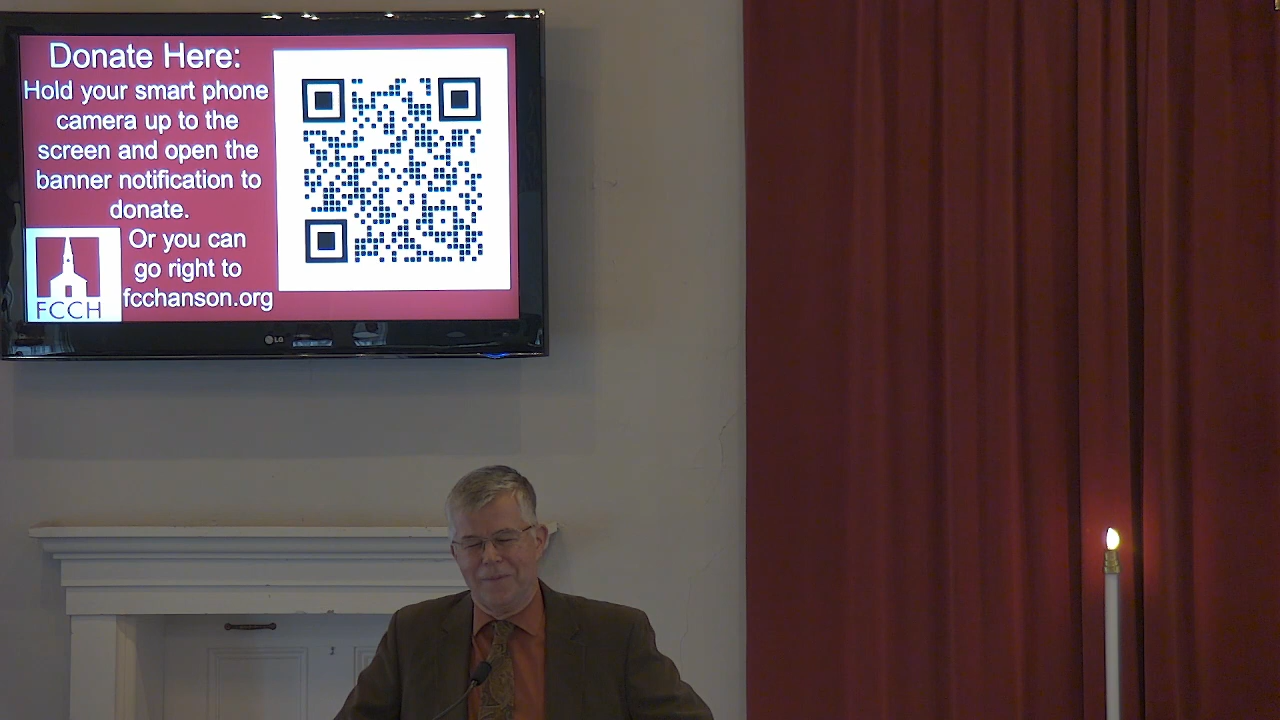 Donate Here:
Hold your smart phone
camera up to the
screen and open the
banner notification to
donate.
Or you can
go right to
fcchanson.org
FCCH
LG